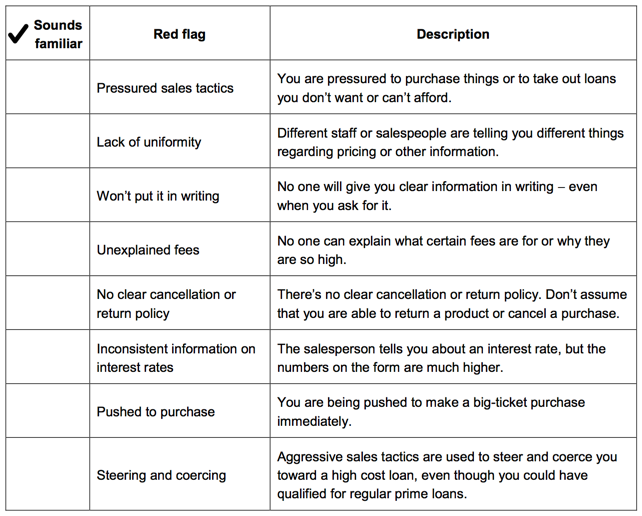 Sounds familiar
Red flag
Description
Pressured sales tactics
You are pressured to purchase things or to take out loans
you don’t want or can’t afford.
Lack of uniformity
Different staff or salespeople are telling you different things
regarding pricing or other information.
Won’t put it in writing
No one will give you clear information in writing – even
when you ask for it.
Unexplained fees
No one can explain what certain fees are for or why they
are so high.
No clear cancellation or
return policy
There’s no clear cancellation or return policy. Don’t assume
that you are able to return a product or cancel a purchase.
Inconsistent information on
interest rates
The salesperson tells you about an interest rate, but the
numbers on the form are much higher.
Pushed to purchase
You are being pushed to make a big-ticket purchase
immediately.
Steering and coercing
Aggressive sales tactics are used to steer and coerce you
toward a high cost loan, even though you could have
qualified for regular prime loans.